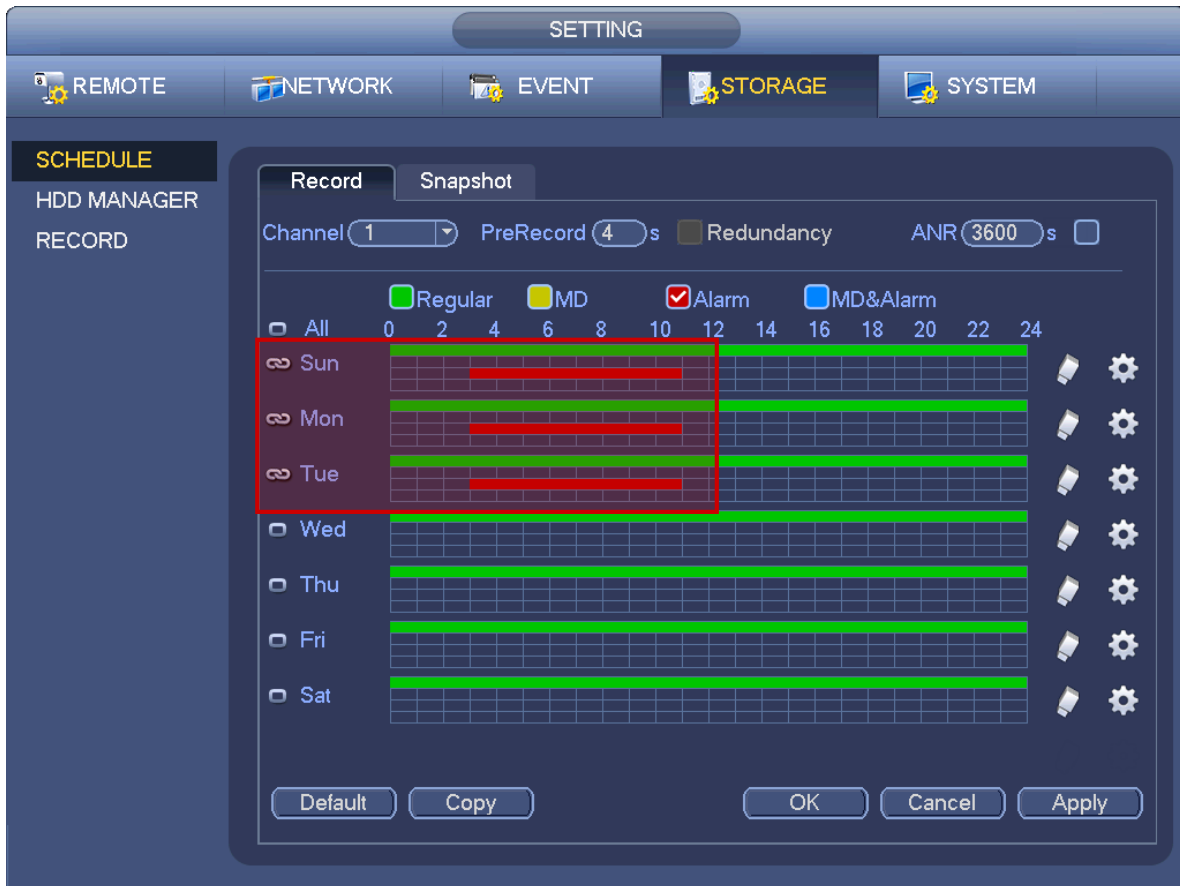 SETTING
REMOTE NETWORK EVENT STORAGE SYSTEM
SCHEDULE
HDD MANAGER
RECORD
Record Snapshot
Channel 1 PreRecord 4 s Redundancy ANR 3600 s
Regular MD Alarm MD&Alarm
All 0 2 4 6 8 10 12 14 16 18 20 22 24
Sun
Mon
Tue
Wed
Thu
Fri
Sat
Default Copy OK Cancel Apply